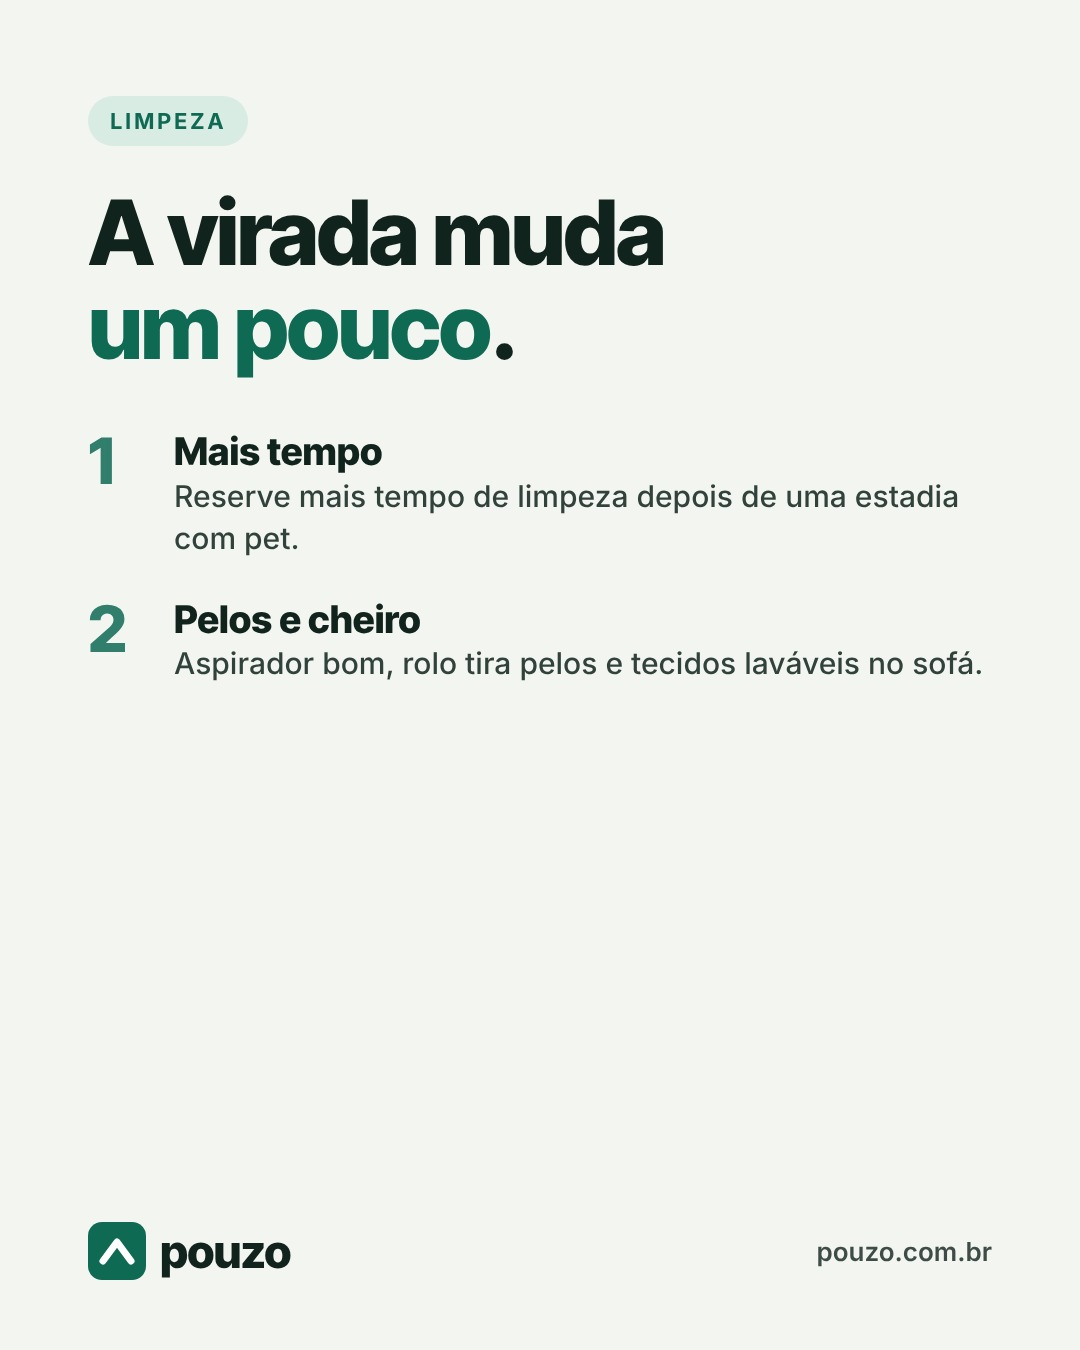 LIMPEZA
A virada muda
um pouco.
1
Mais tempo
Reserve mais tempo de limpeza depois de uma estadia
com pet.
2
Pelos e cheiro
Aspirador bom, rolo tira pelos e tecidos laváveis no sofá.
pouzo
pouzo.com.br